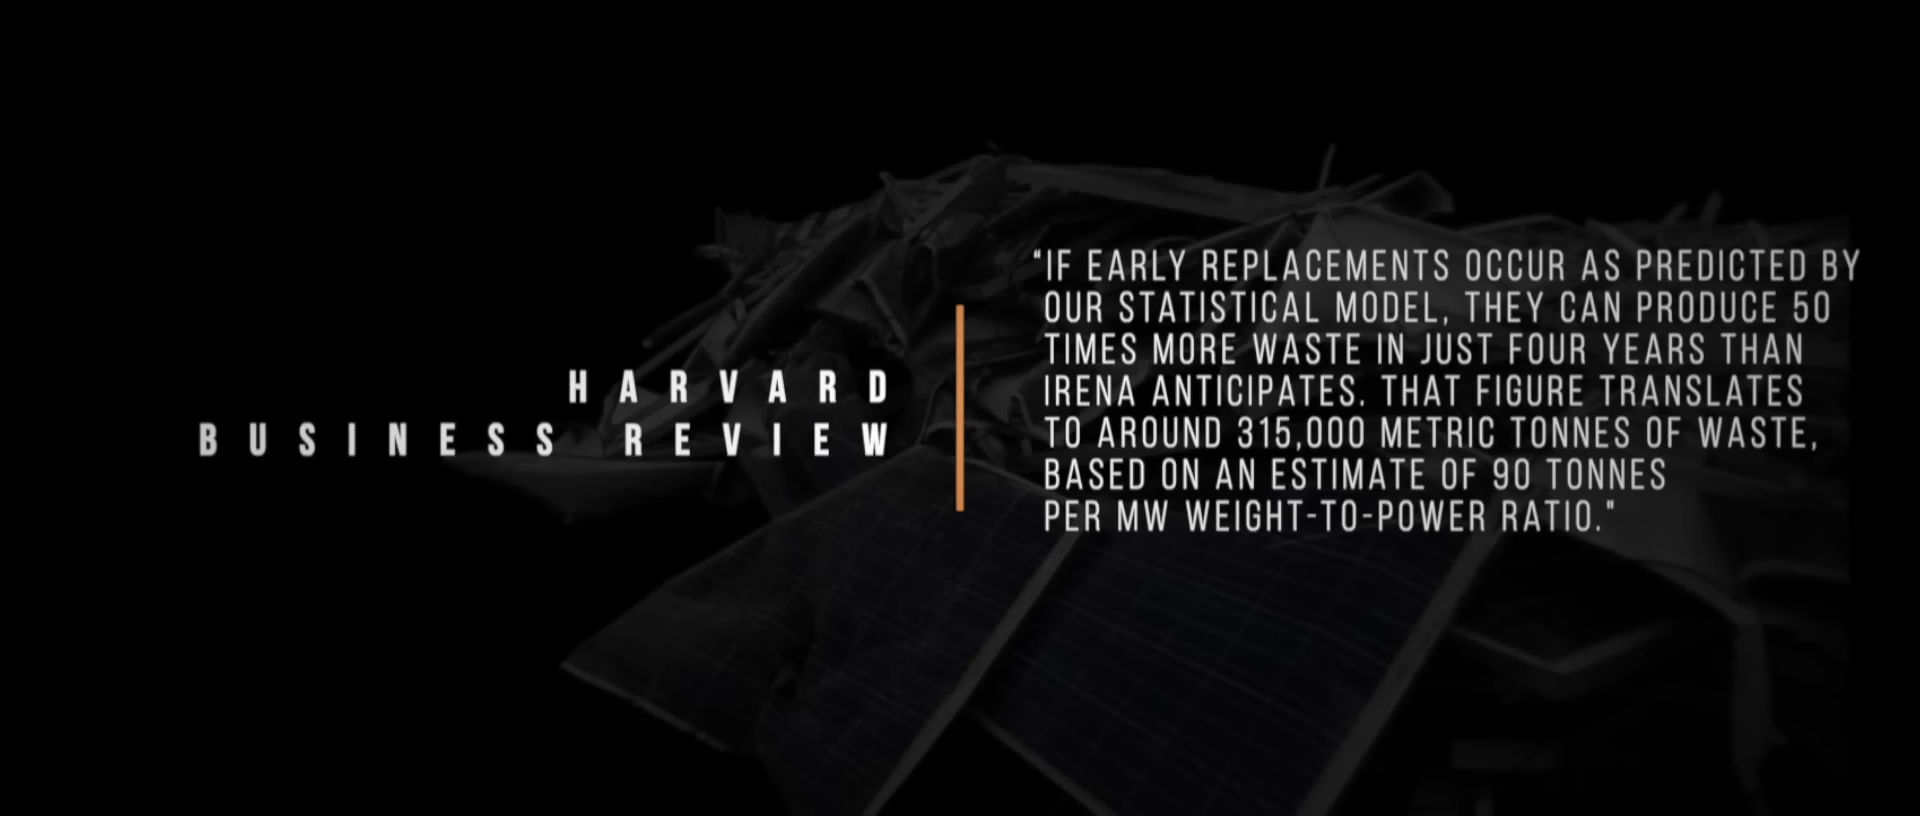 HARVARD
BUSINESS REVIEW
"IF EARLY REPLACEMENTS OCCUR AS PREDICTED BY
OUR STATISTICAL MODEL, THEY CAN PRODUCE 50
TIMES MORE WASTE IN JUST FOUR YEARS THAN
IRENA ANTICIPATES. THAT FIGURE TRANSLATES
TO AROUND 315,000 METRIC TONNES OF WASTE,
BASED ON AN ESTIMATE OF 90 TONNES
PER MW WEIGHT-TO-POWER RATIO."